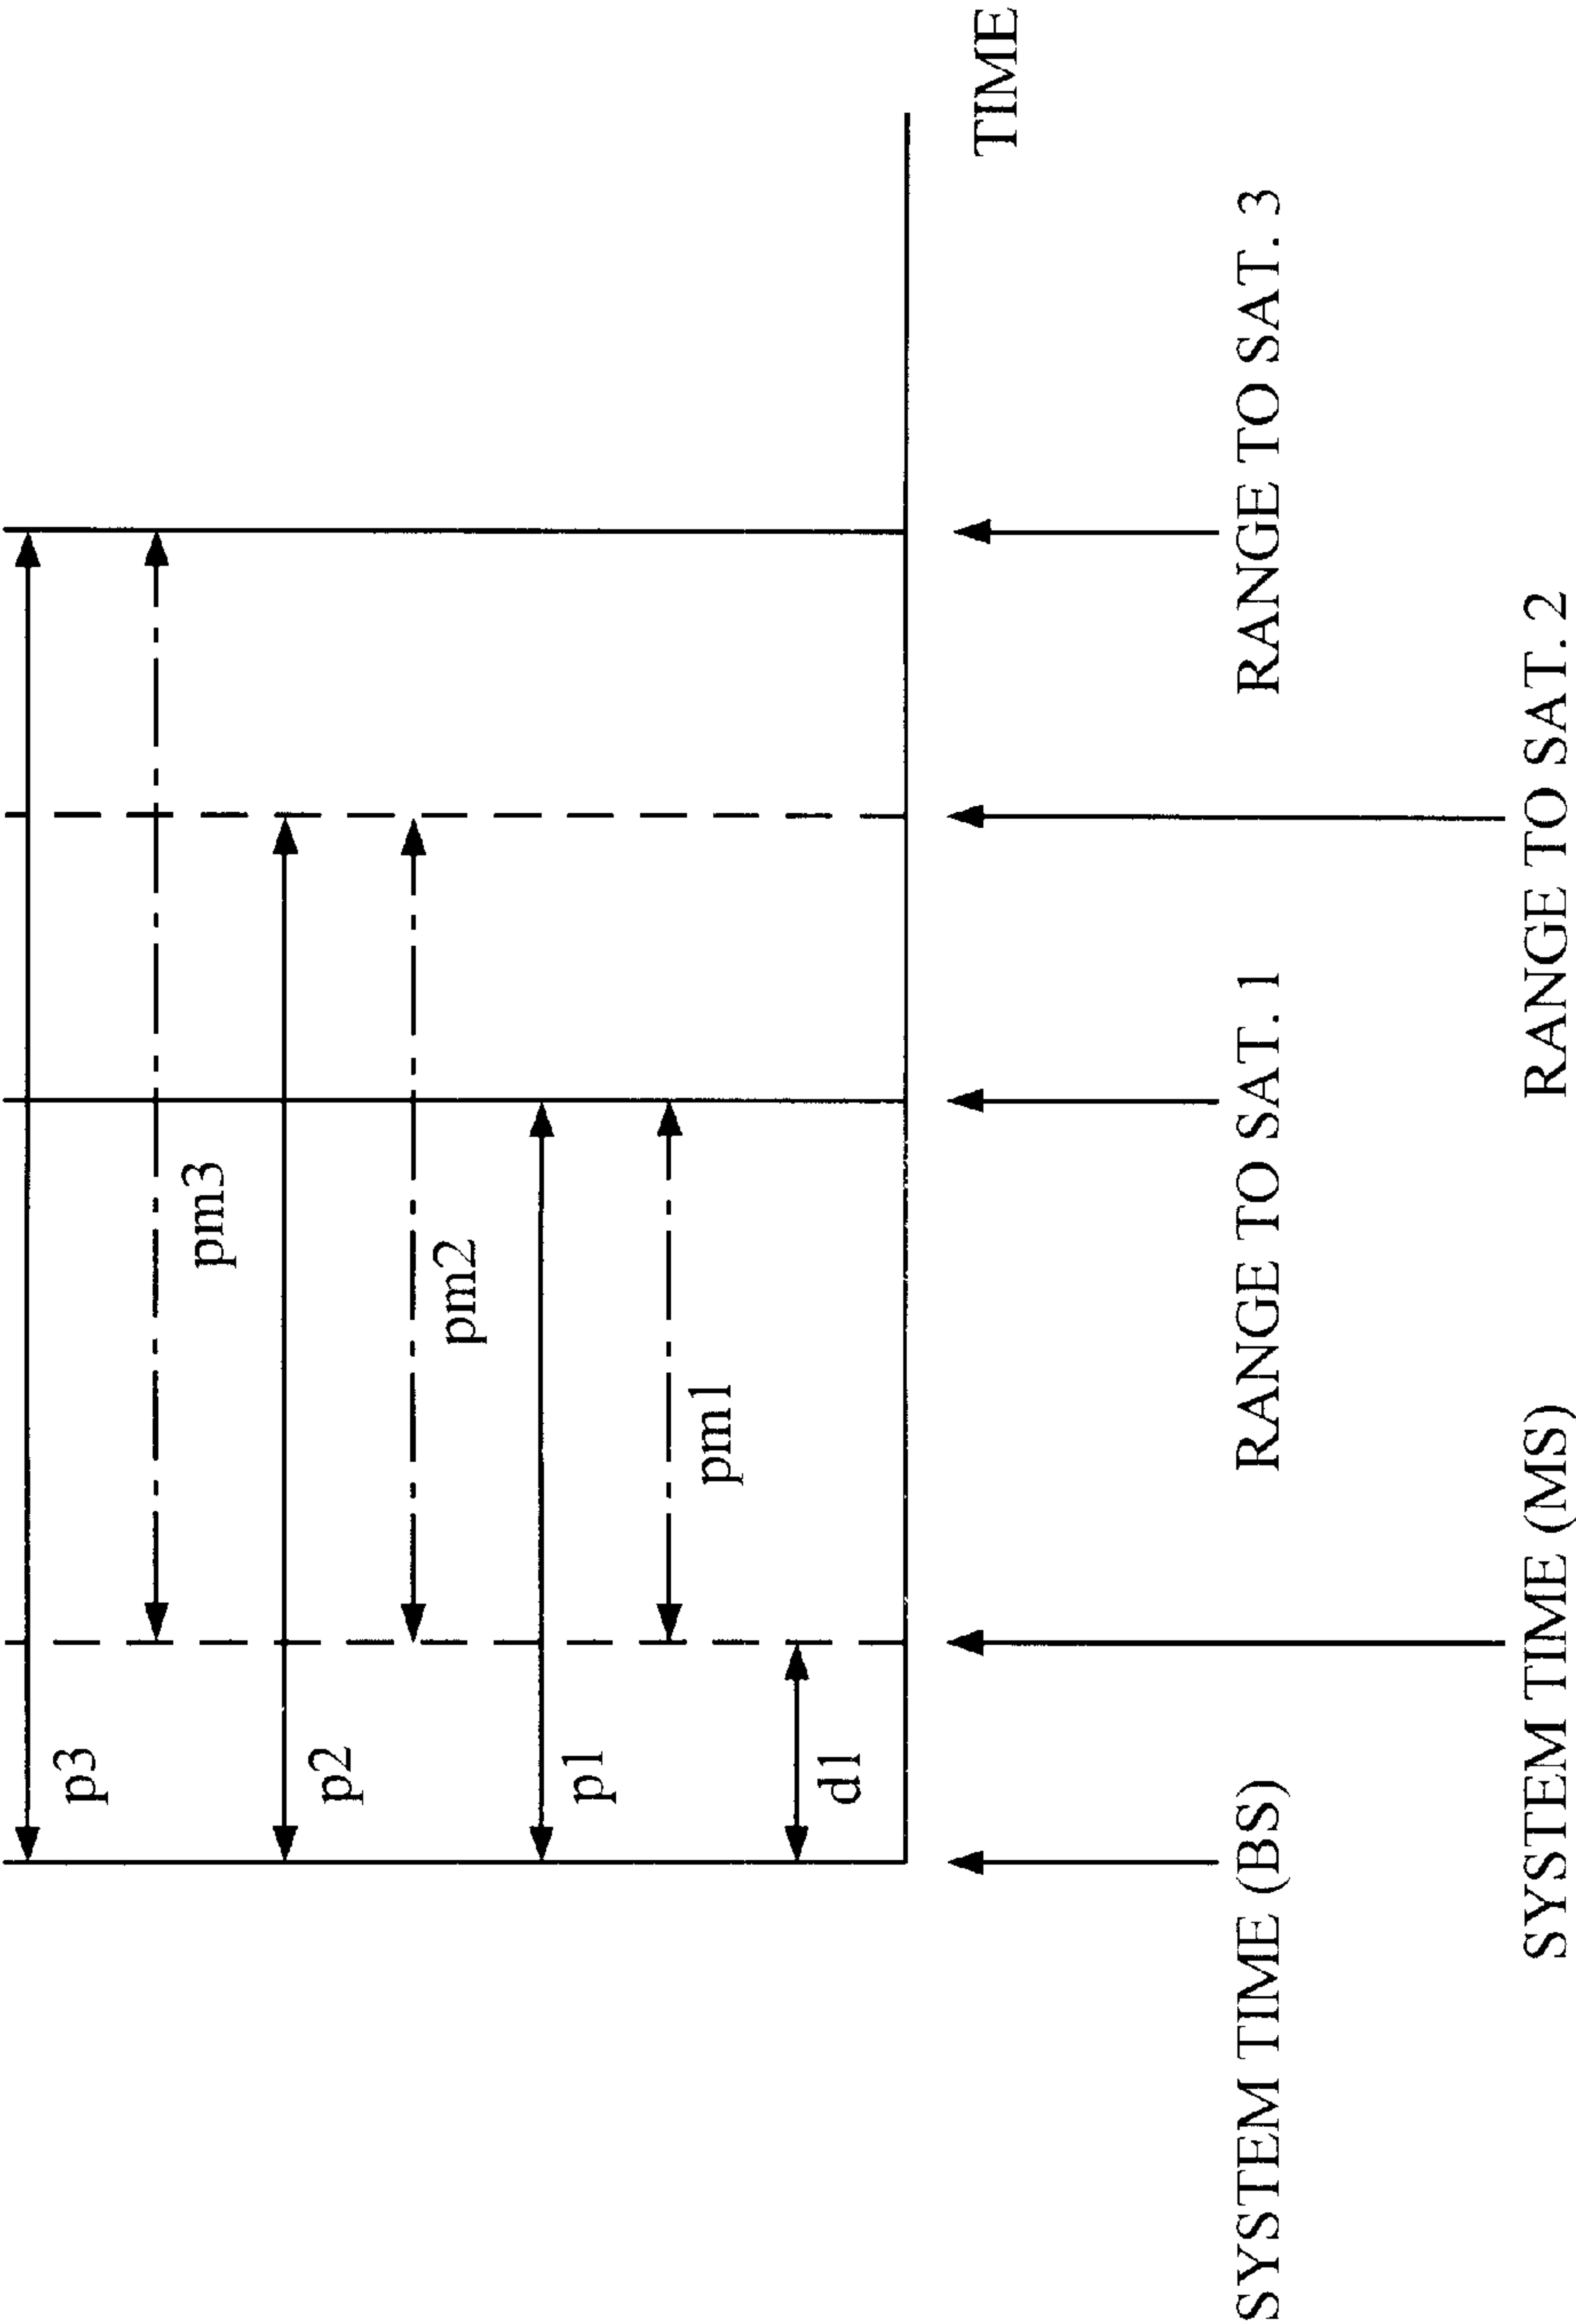 p3
pm3
p2
pm2
p1
pm1
d1
TIME
SYSTEM TIME (BS)
RANGE TO SAT. 1
RANGE TO SAT. 3
SYSTEM TIME (MS)
RANGE TO SAT. 2